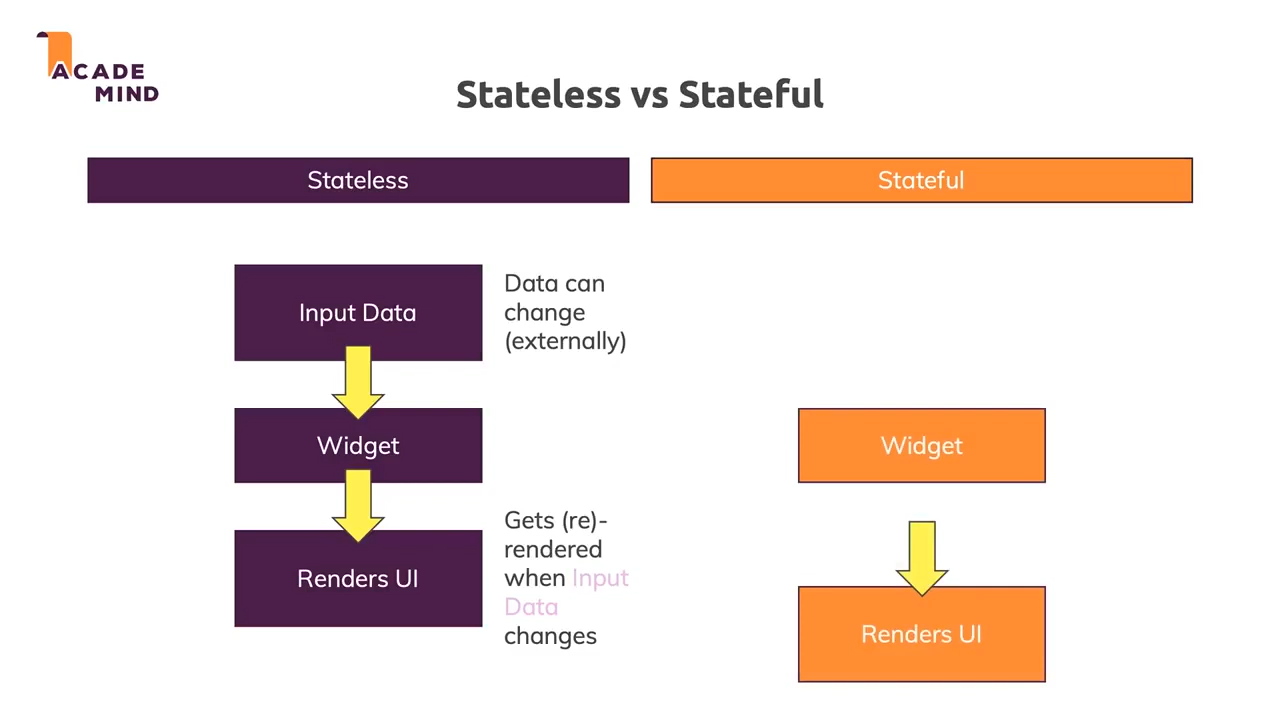 ACADE
MIND
Stateless vs Stateful
Stateless
Stateful
Input Data
Data can
change
(externally)
Widget
Widget
Renders UI
Gets (re)-
rendered
when Input
Data
changes
Renders UI